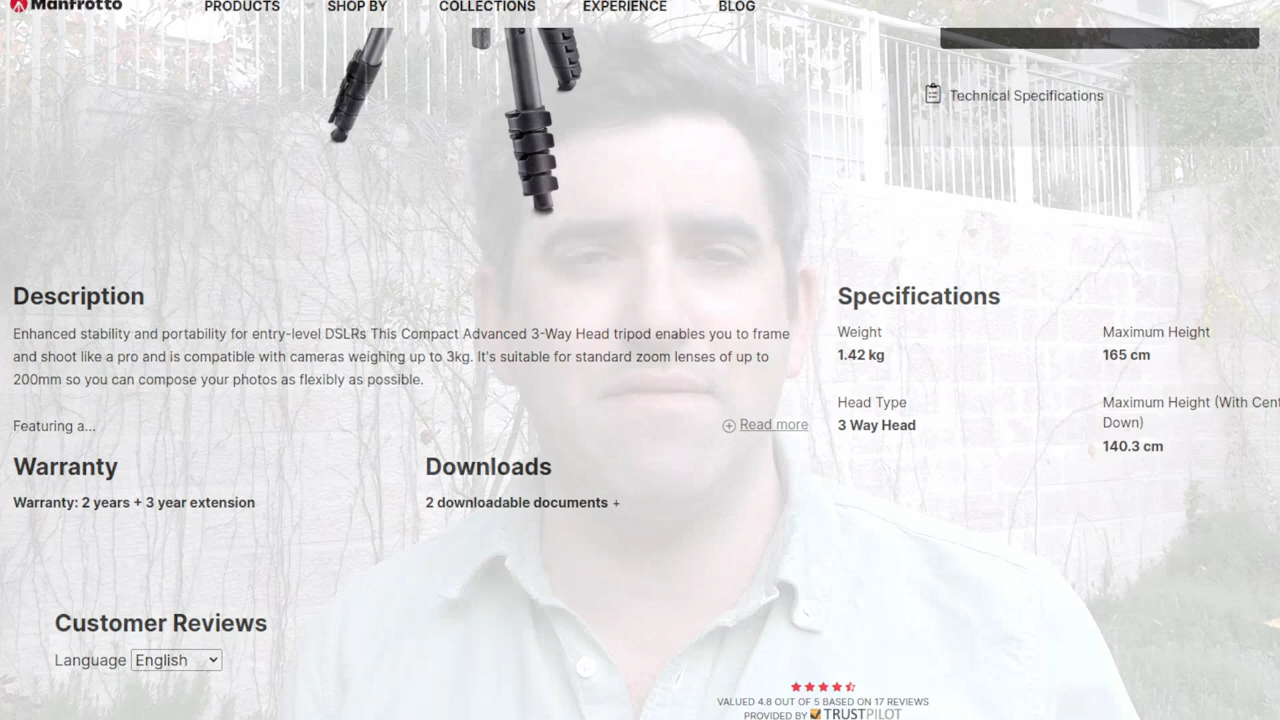 Manfrotto
PRODUCTS
SHOP BY
COLLECTIONS
EXPERIENCE
BLOG
Technical Specifications
Description
Enhanced stability and portability for entry-level DSLRs This Compact Advanced 3-Way Head tripod enables you to frame
and shoot like a pro and is compatible with cameras weighing up to 3kg. It's suitable for standard zoom lenses of up to
200mm so you can compose your photos as flexibly as possible.
Featuring a...
Read more
Specifications
Weight
1.42 kg
Maximum Height
165 cm
Head Type
3 Way Head
Maximum Height (With Cent
Down)
140.3 cm
Warranty
Warranty: 2 years + 3 year extension
Downloads
2 downloadable documents +
Customer Reviews
Language English
VALUED 4.8 OUT OF 5 BASED ON 17 REVIEWS
PROVIDED BY TRUSTPILOT